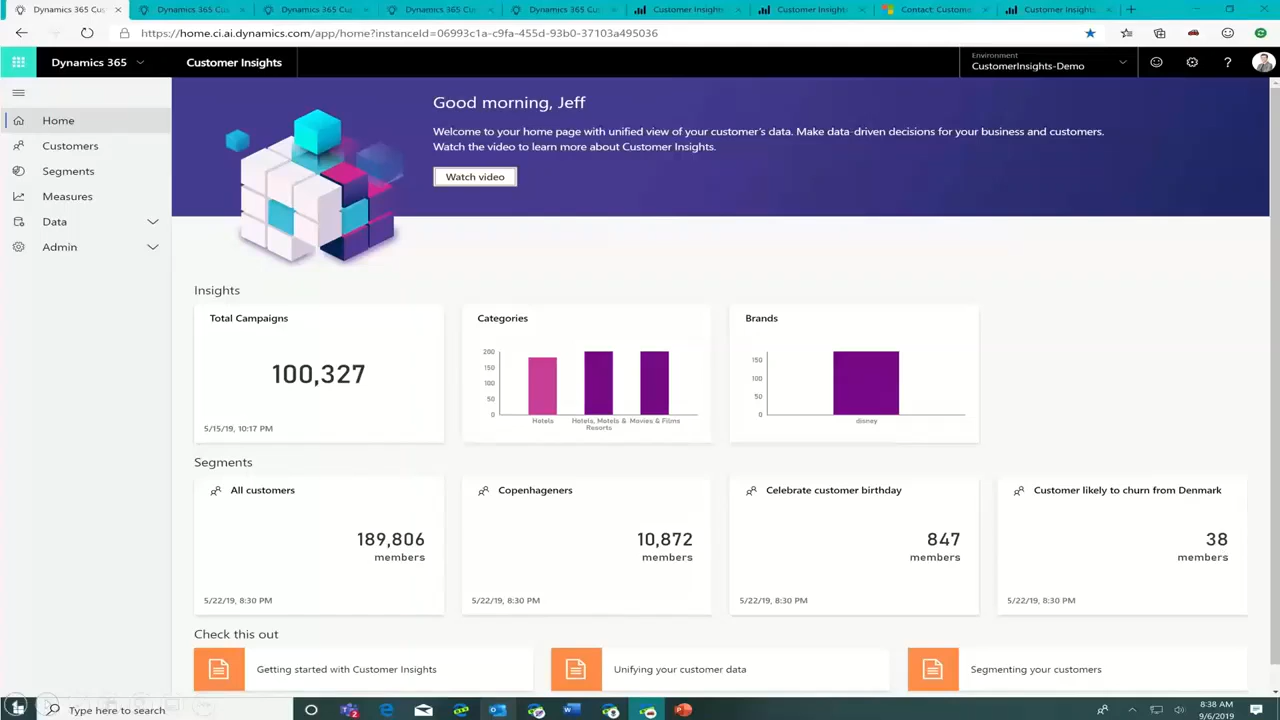 Dynamics 365 Cus
Dynamics 365 Cus
Dynamics 365 Cus
Dynamics 365 Cus
Dynamics 365 Cus
Customer Insights
Customer Insights
Contact: Custome
Customer Insights
https://home.ci.ai.dynamics.com/app/home?instanceId=06993c1a-c9fa-455d-93b0-37103a495036
Dynamics 365
Customer Insights
Environment
CustomerInsights-Demo
Home
Customers
Segments
Measures
Data
Admin
Good morning, Jeff
Welcome to your home page with unified view of your customer's data. Make data-driven decisions for your business and customers.
Watch the video to learn more about Customer Insights.
Watch video
Insights
Total Campaigns
100,327
5/15/19, 10:17 PM
Categories
200
150
100
50
0
Hotels
Hotels, Motels &
Resorts
Movies & Films
Brands
150
100
50
0
disney
Segments
All customers
189,806
members
5/22/19, 8:30 PM
Copenhageners
10,872
members
5/22/19, 8:30 PM
Celebrate customer birthday
847
members
5/22/19, 8:30 PM
Customer likely to churn from Denmark
38
members
5/22/19, 8:30 PM
Check this out
Getting started with Customer Insights
Unifying your customer data
Segmenting your customers
Type here to search
8:38 AM
9/6/2019